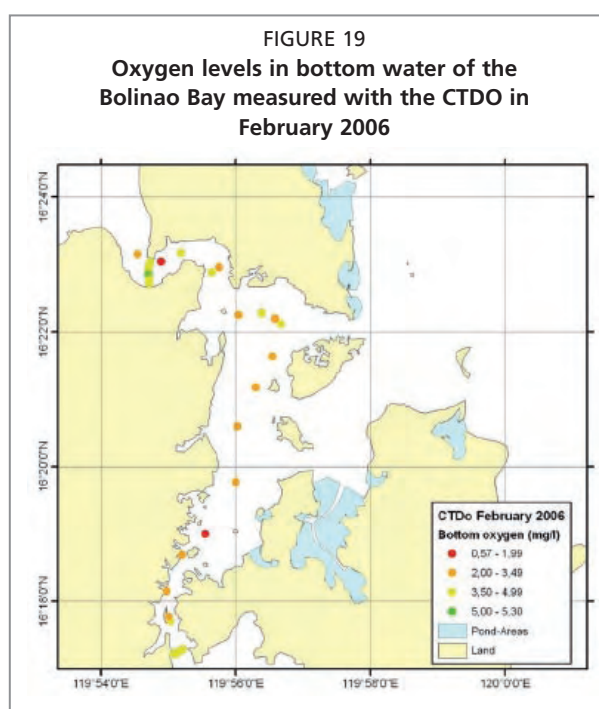 FIGURE 19
Oxygen levels in bottom water of the
Bolinao Bay measured with the CTDO in
February 2006
16°24'0"N
16°22'0"N
16°20'0"N
16°18'0"N
CTDo February 2006
Bottom oxygen (mg/l)
0,57 - 1,99
2,00 - 3,49
3,50 - 4,99
5,00 - 5,30
Pond-Areas
Land
119°54'0"E 119°56'0"E 119°58'0"E 120°0'0"E